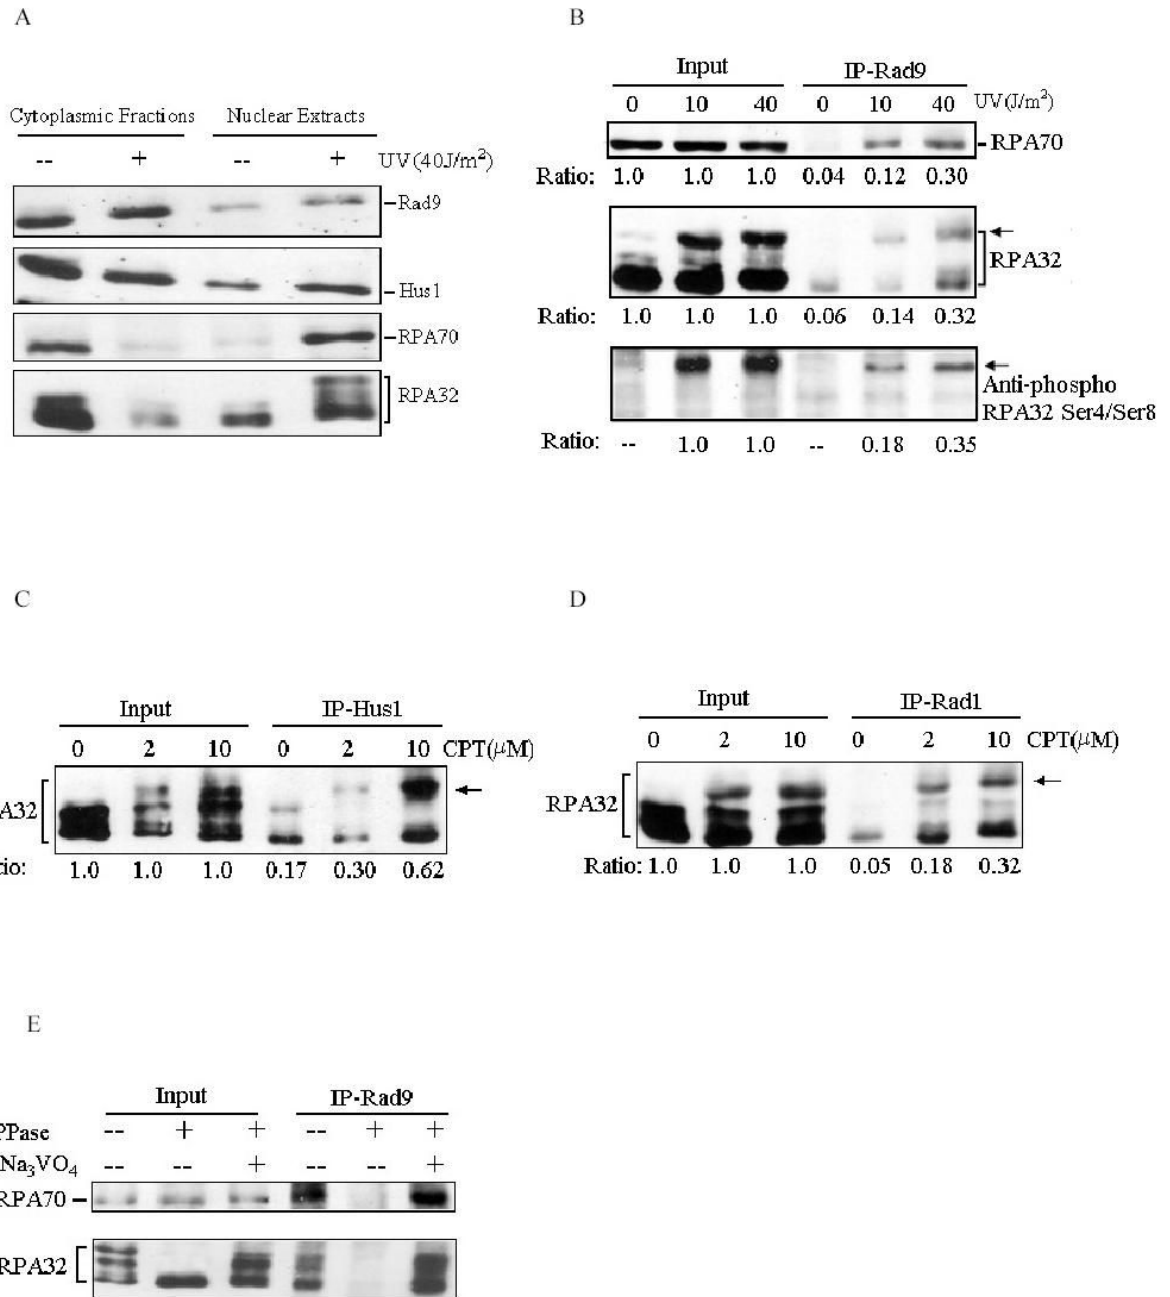 A
Cytoplasmic Fractions Nuclear Extracts
-- + -- + UV(40J/m²)
Rad9
Hus1
RPA70
RPA32
B
Input IP-Rad9
0 10 40 0 10 40 UV(J/m²)
RPA70
Ratio: 1.0 1.0 1.0 0.04 0.12 0.30
RPA32
Ratio: 1.0 1.0 1.0 0.06 0.14 0.32
Anti-phospho
RPA32 Ser4/Ser8
Ratio: -- 1.0 1.0 -- 0.18 0.35
C
Input IP-Hus1
0 2 10 0 2 10 CPT(μM)
A32
tio: 1.0 1.0 1.0 0.17 0.30 0.62
D
Input IP-Rad1
0 2 10 0 2 10 CPT(μM)
RPA32
Ratio: 1.0 1.0 1.0 0.05 0.18 0.32
E
Input IP-Rad9
PPase -- + + -- + +
Na₃VO₄ -- -- + -- -- +
RPA70
RPA32